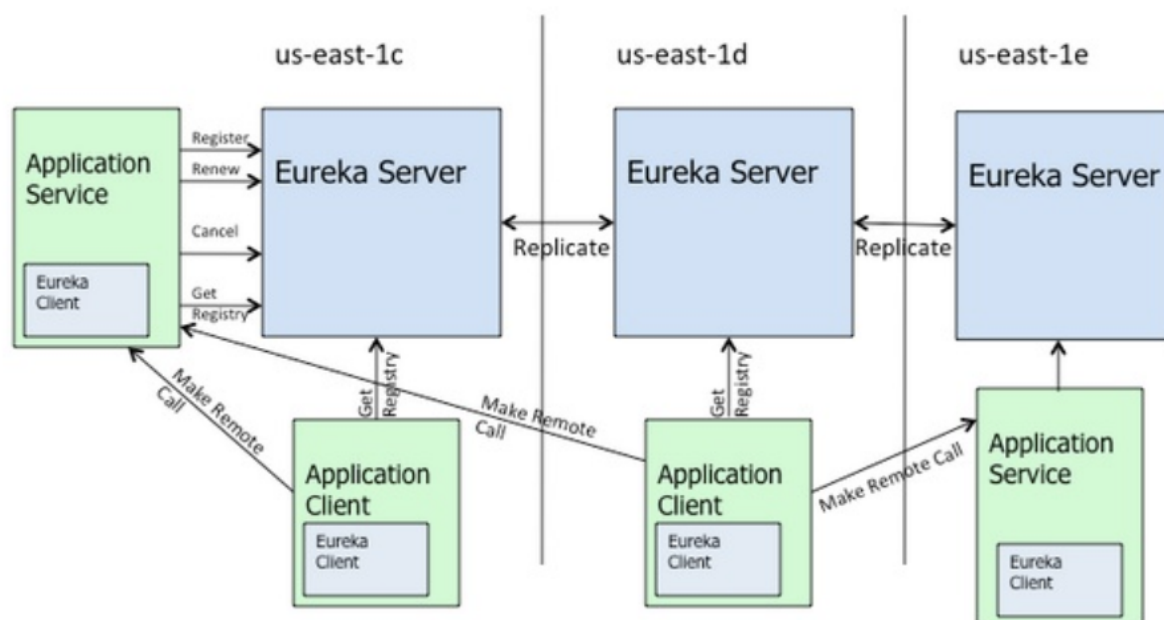 us-east-1c
us-east-1d
us-east-1e
Application
Service
Register
Renew
Cancel
Get
Registry
Eureka
Client
Eureka Server
Replicate
Eureka Server
Replicate
Eureka Server
Make Remote
Call
Get
Registry
Make Remote
Call
Get
Registry
Make Remote Call
Application
Client
Eureka
Client
Application
Client
Eureka
Client
Application
Service
Eureka
Client